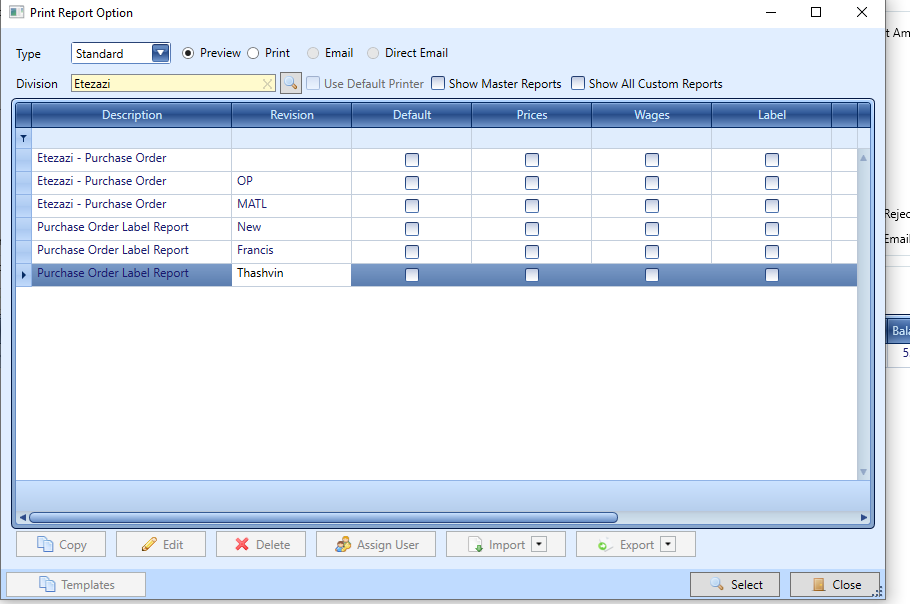 Print Report Option
t Am
Type Standard Preview Print Email Direct Email
Division Etezazi Use Default Printer Show Master Reports Show All Custom Reports
Description Revision Default Prices Wages Label
Etezazi - Purchase Order
Etezazi - Purchase Order OP
Etezazi - Purchase Order MATL
Purchase Order Label Report New
Purchase Order Label Report Francis
Purchase Order Label Report Thashvin
Rejec
Email
Bala
5
Copy Edit Delete Assign User Import Export
Templates Select Close